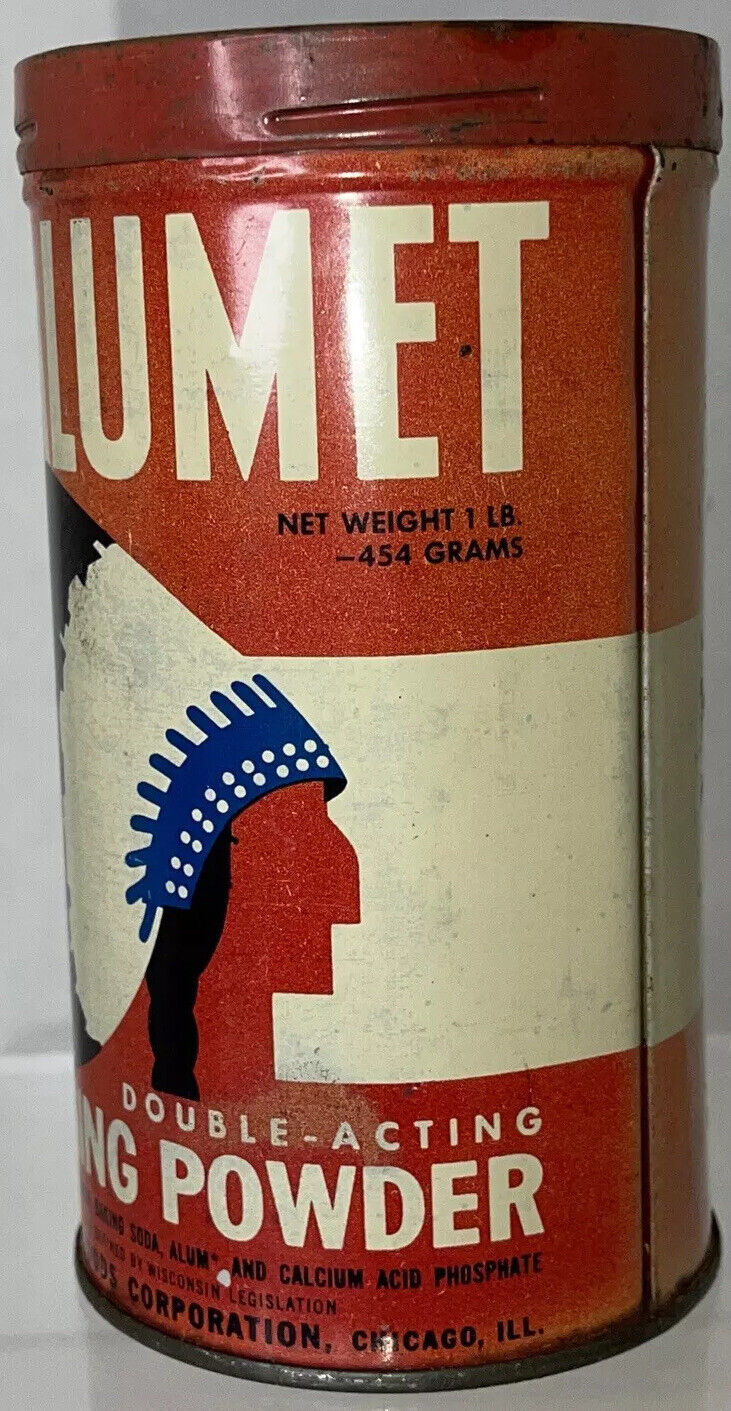 LUMET
NET WEIGHT 1 LB.
–454 GRAMS
DOUBLE-ACTING
NG POWDER
BAKING SODA, ALUM* AND CALCIUM ACID PHOSPHATE
BY WISCONSIN LEGISLATION
ODS CORPORATION, CHICAGO, ILL.